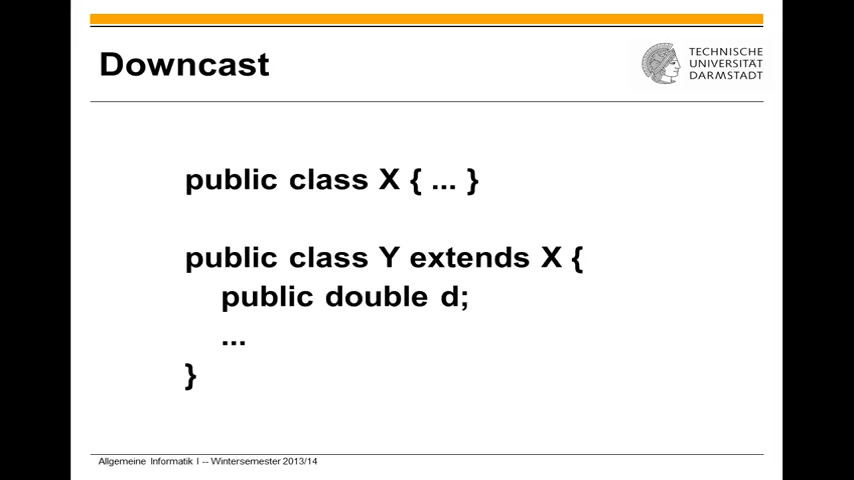 Downcast
TECHNISCHE
UNIVERSITÄT
DARMSTADT
public class X { ... }
public class Y extends X {
public double d;
...
}
Allgemeine Informatik I -- Wintersemester 2013/14